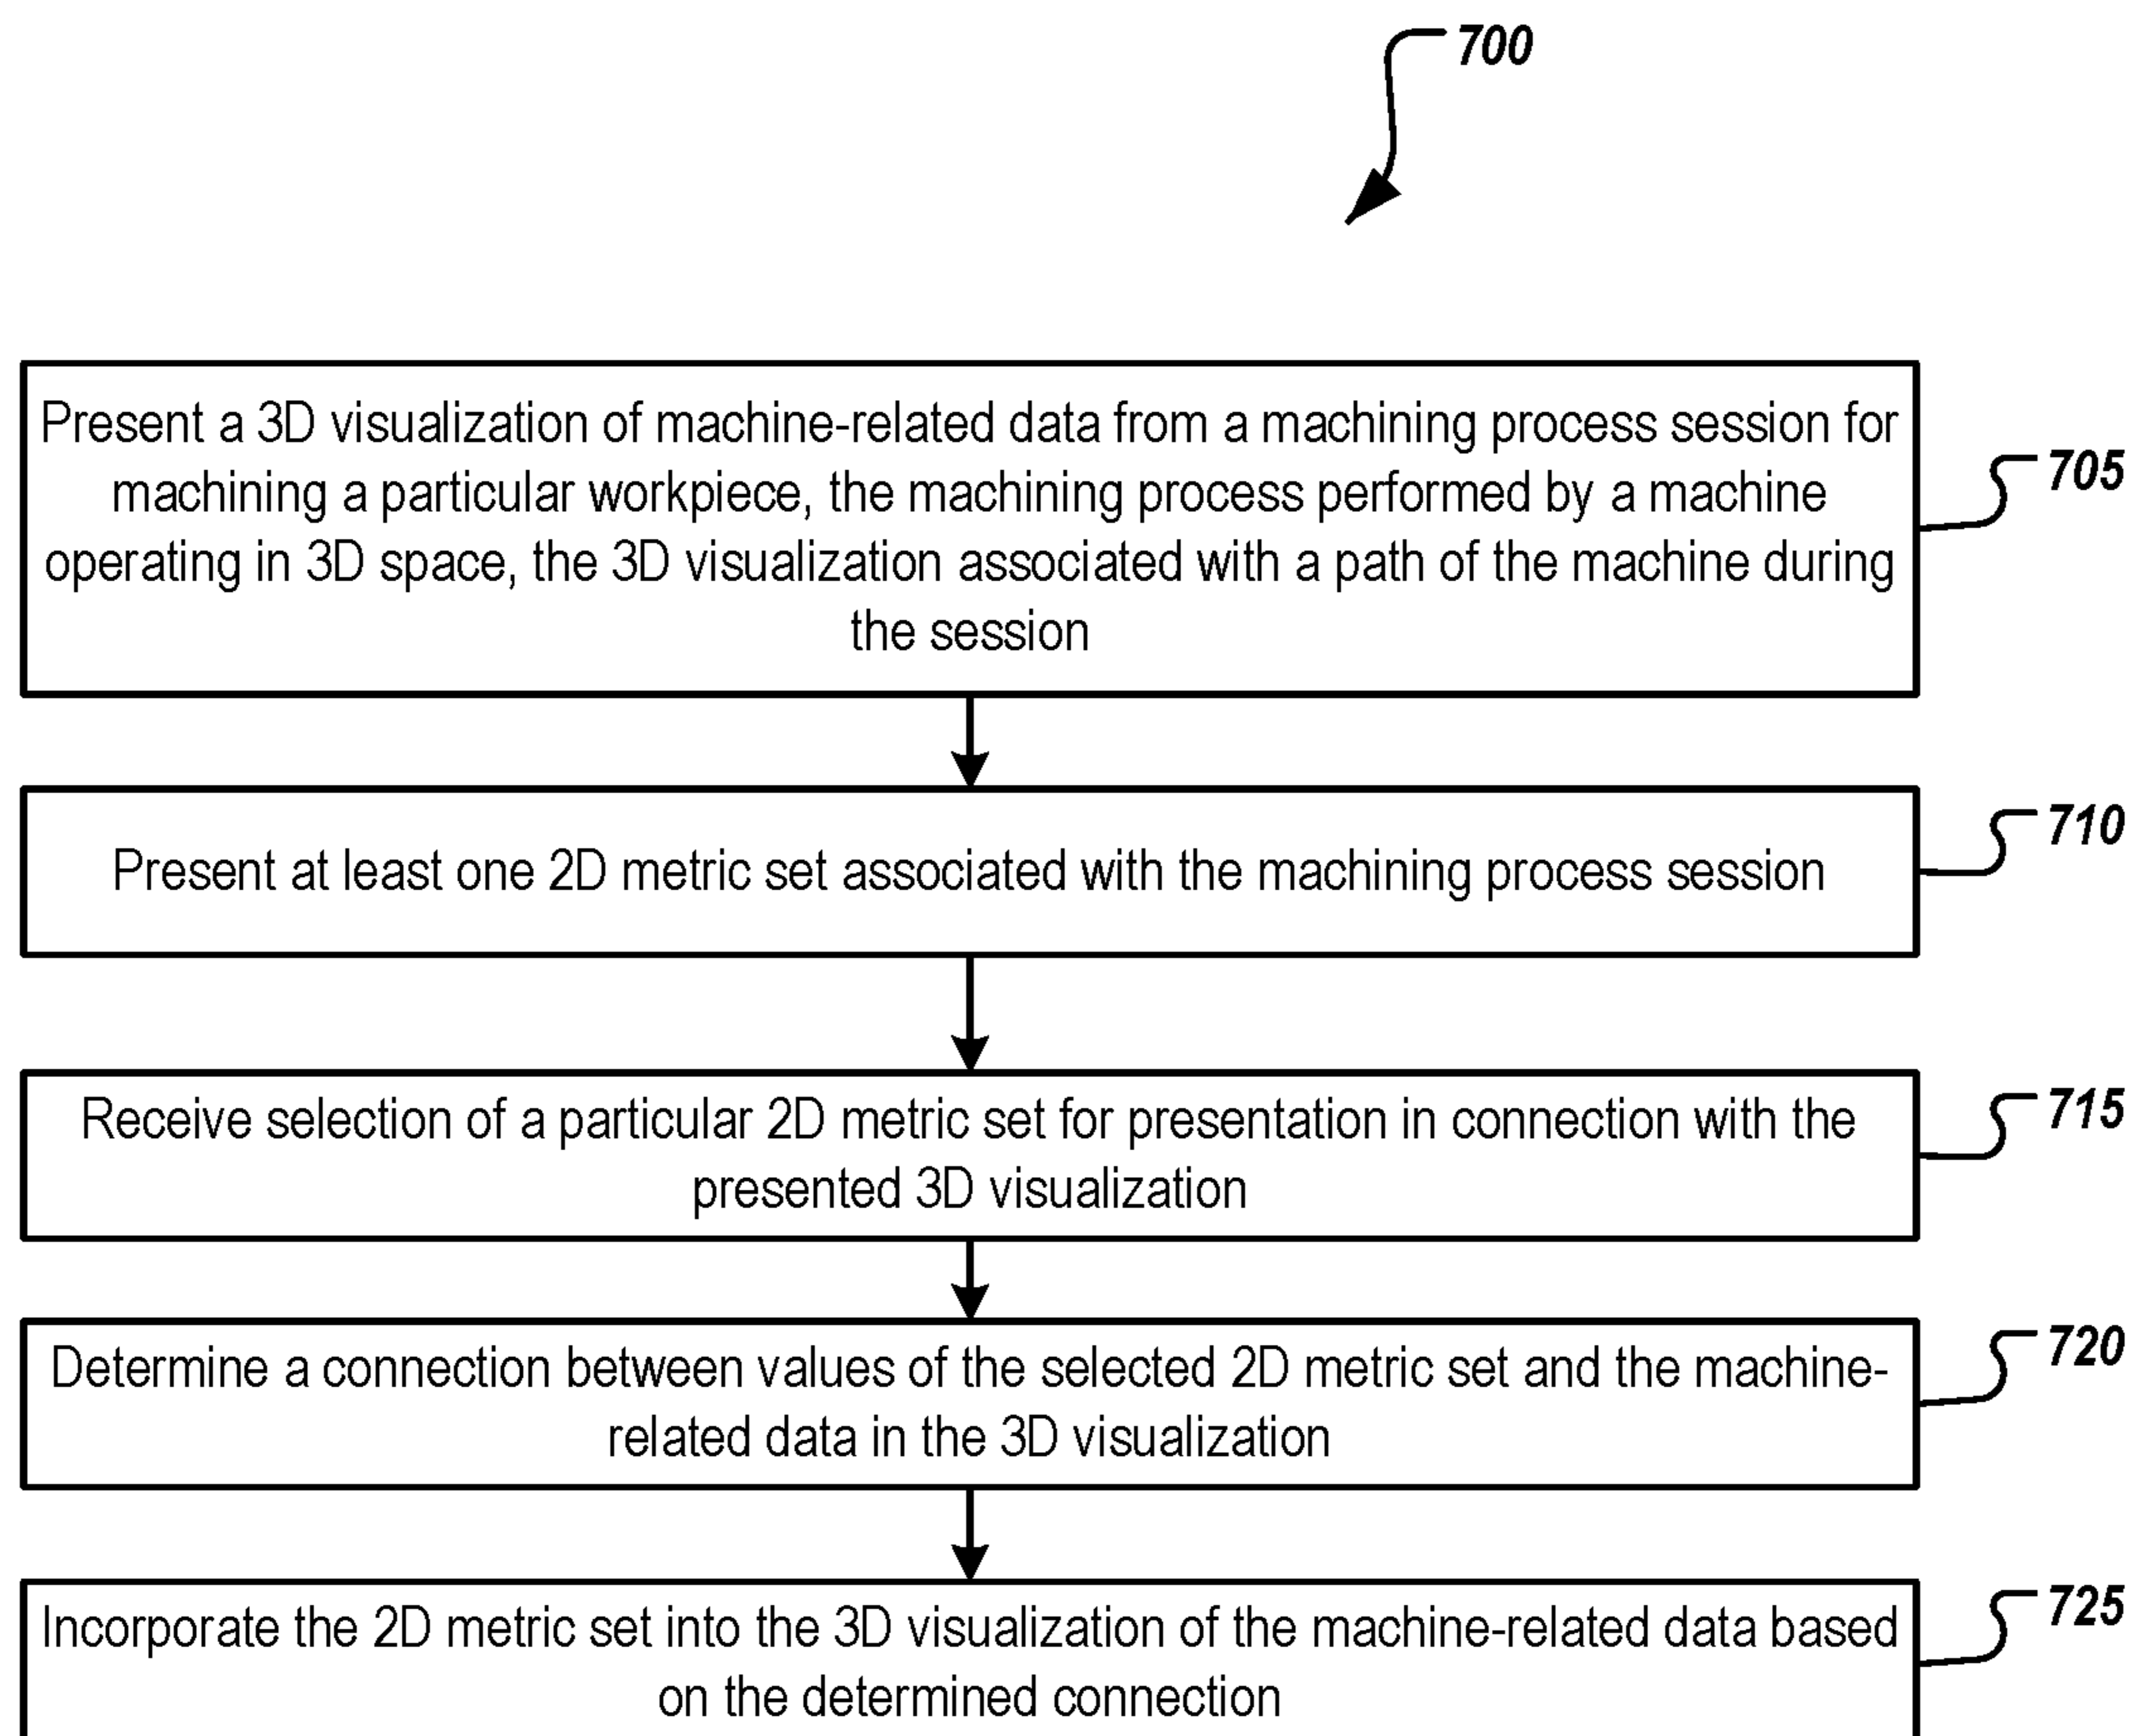 700
Present a 3D visualization of machine-related data from a machining process session for
machining a particular workpiece, the machining process performed by a machine
operating in 3D space, the 3D visualization associated with a path of the machine during
the session
705
Present at least one 2D metric set associated with the machining process session
710
Receive selection of a particular 2D metric set for presentation in connection with the
presented 3D visualization
715
Determine a connection between values of the selected 2D metric set and the machine-
related data in the 3D visualization
720
Incorporate the 2D metric set into the 3D visualization of the machine-related data based
on the determined connection
725